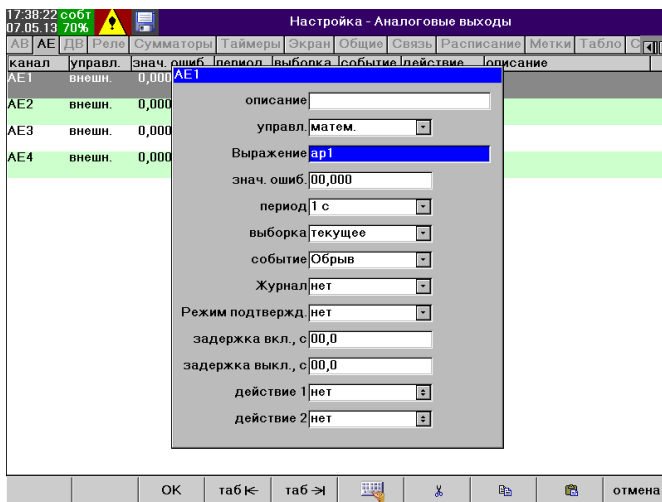 17:38:22 собт
07.05.13 70%
Настройка - Аналоговые выходы
АВ АЕ ДВ Реле Сумматоры Таймеры Экран Общие Связь Расписание Метки Табло С
канал управл. знач. ошиб. период выборка событие действие описание
АЕ1 внешн. 0,000
АЕ2 внешн. 0,000
АЕ3 внешн. 0,000
АЕ4 внешн. 0,000
АЕ1
описание
управл. матем.
Выражение ар1
знач. ошиб. 00,000
период 1 с
выборка текущее
событие Обрыв
Журнал нет
Режим подтвержд. нет
задержка вкл., с 00,0
задержка выкл., с 00,0
действие 1 нет
действие 2 нет
ОК таб |← таб →| отмена